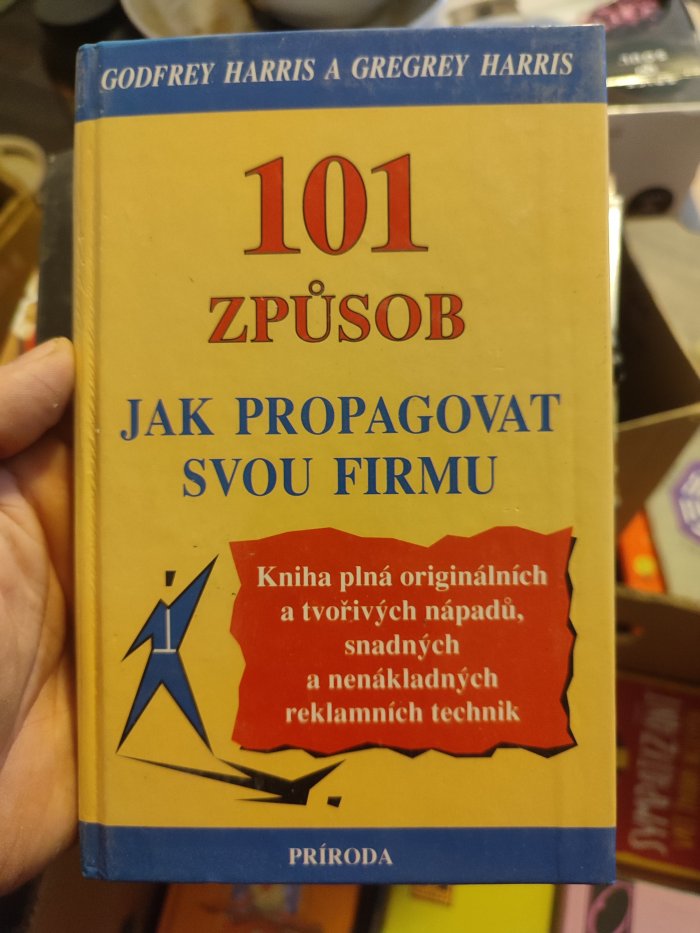 GODFREY HARRIS A GREGREY HARRIS
101
ZPŮSOB
JAK PROPAGOVAT
SVOU FIRMU
Kniha plná originálních
a tvořivých nápadů,
snadných
a nenákladných
reklamních technik
PRÍRODA